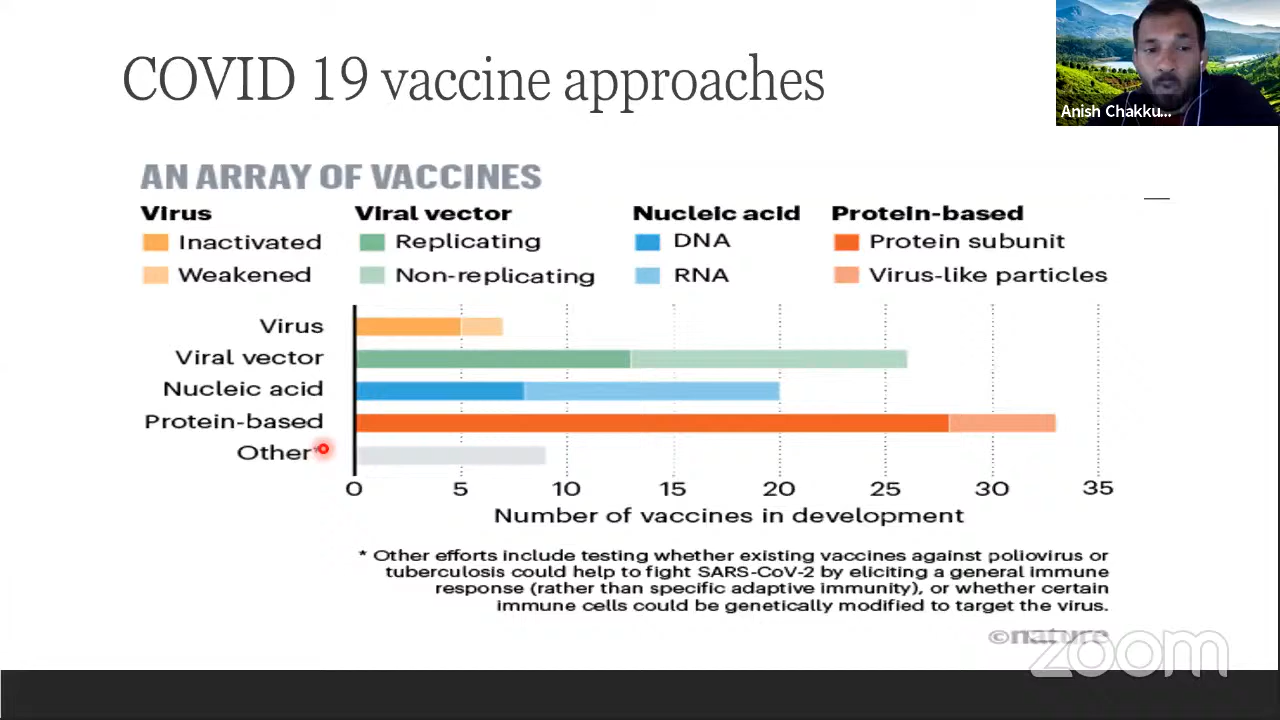 COVID 19 vaccine approaches
Anish Chakku...
AN ARRAY OF VACCINES
Virus Viral vector Nucleic acid Protein-based
Inactivated Replicating DNA Protein subunit
Weakened Non-replicating RNA Virus-like particles
Virus
Viral vector
Nucleic acid
Protein-based
Other*
0 5 10 15 20 25 30 35
Number of vaccines in development
* Other efforts include testing whether existing vaccines against poliovirus or
tuberculosis could help to fight SARS-CoV-2 by eliciting a general immune
response (rather than specific adaptive immunity), or whether certain
immune cells could be genetically modified to target the virus.
©nature
zoom